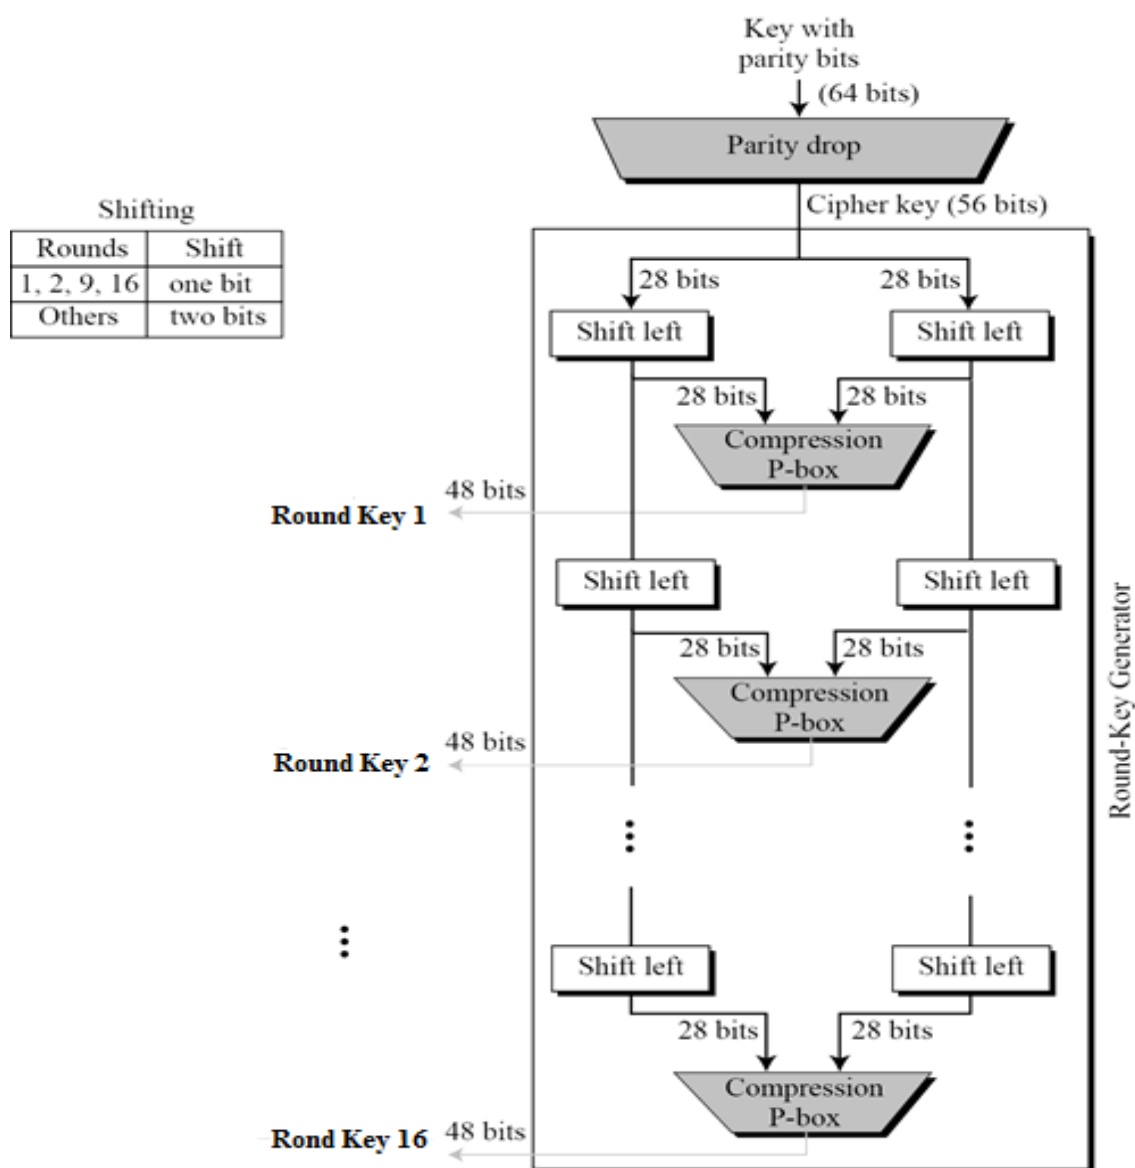 Key with
parity bits
(64 bits)
Parity drop
Cipher key (56 bits)
Shifting
Rounds Shift
1, 2, 9, 16 one bit
Others two bits
28 bits 28 bits
Shift left Shift left
28 bits 28 bits
Compression
P-box
48 bits
Round Key 1
Shift left Shift left
28 bits 28 bits
Compression
P-box
48 bits
Round Key 2
Round-Key Generator
Shift left Shift left
28 bits 28 bits
Compression
P-box
48 bits
Rond Key 16